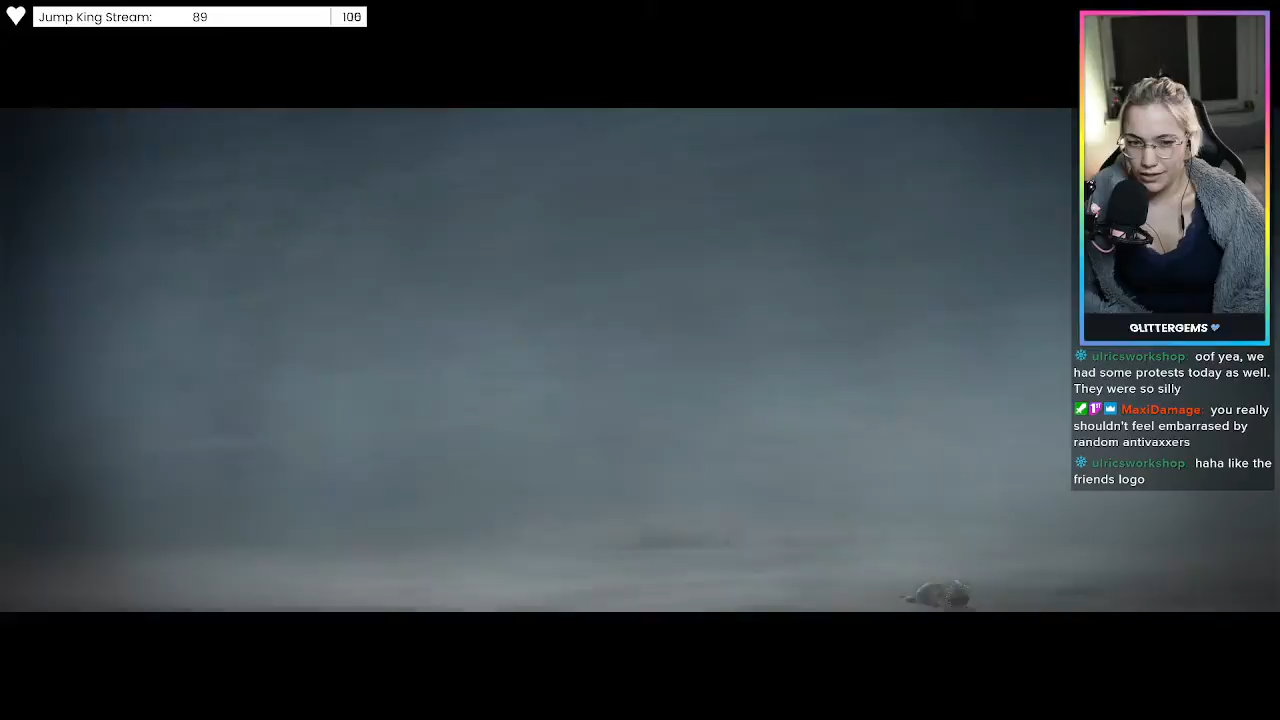 Jump King Stream: 89 106
GLITTERGEMS
ulricsworkshop: oof yea, we
had some protests today as well.
They were so silly
MaxiDamage: you really
shouldn't feel embarrased by
random antivaxxers
ulricsworkshop: haha like the
friends logo